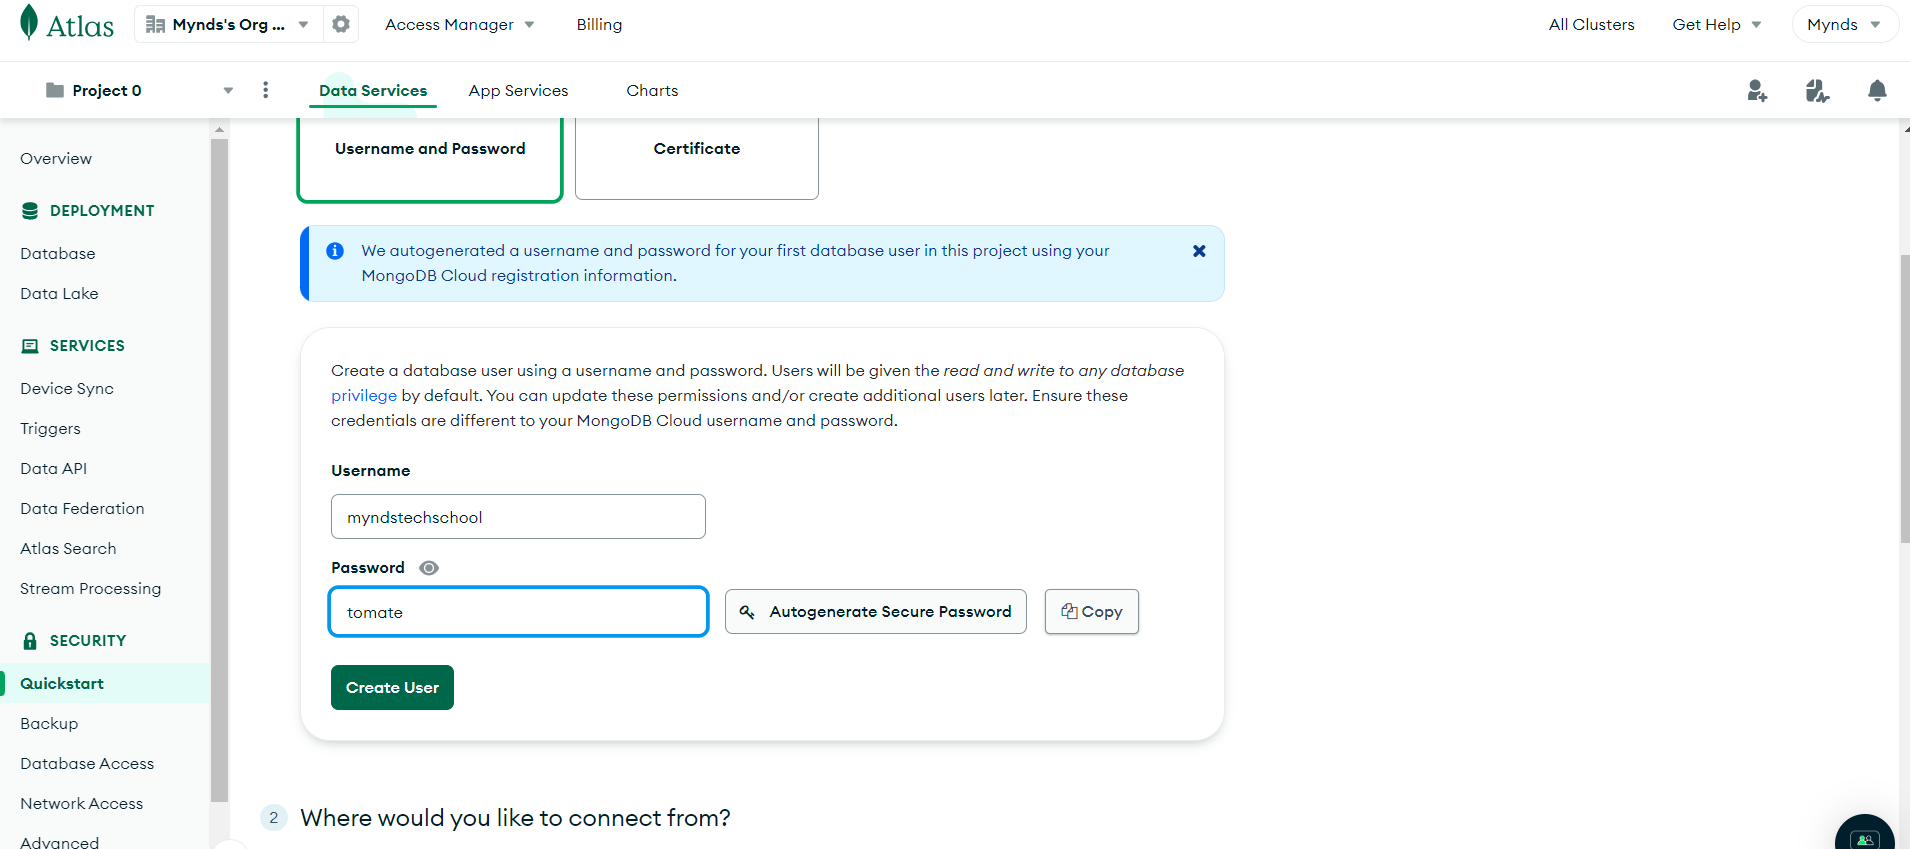 Atlas
Mynds's Org ...
Access Manager
Billing
All Clusters
Get Help
Mynds
Project 0
Data Services
App Services
Charts
Overview
DEPLOYMENT
Database
Data Lake
SERVICES
Device Sync
Triggers
Data API
Data Federation
Atlas Search
Stream Processing
SECURITY
Quickstart
Backup
Database Access
Network Access
Advanced
Username and Password
Certificate
We autogenerated a username and password for your first database user in this project using your
MongoDB Cloud registration information.
Create a database user using a username and password. Users will be given the read and write to any database
privilege by default. You can update these permissions and/or create additional users later. Ensure these
credentials are different to your MongoDB Cloud username and password.
Username
myndstechschool
Password
tomate
Autogenerate Secure Password
Copy
Create User
2 Where would you like to connect from?